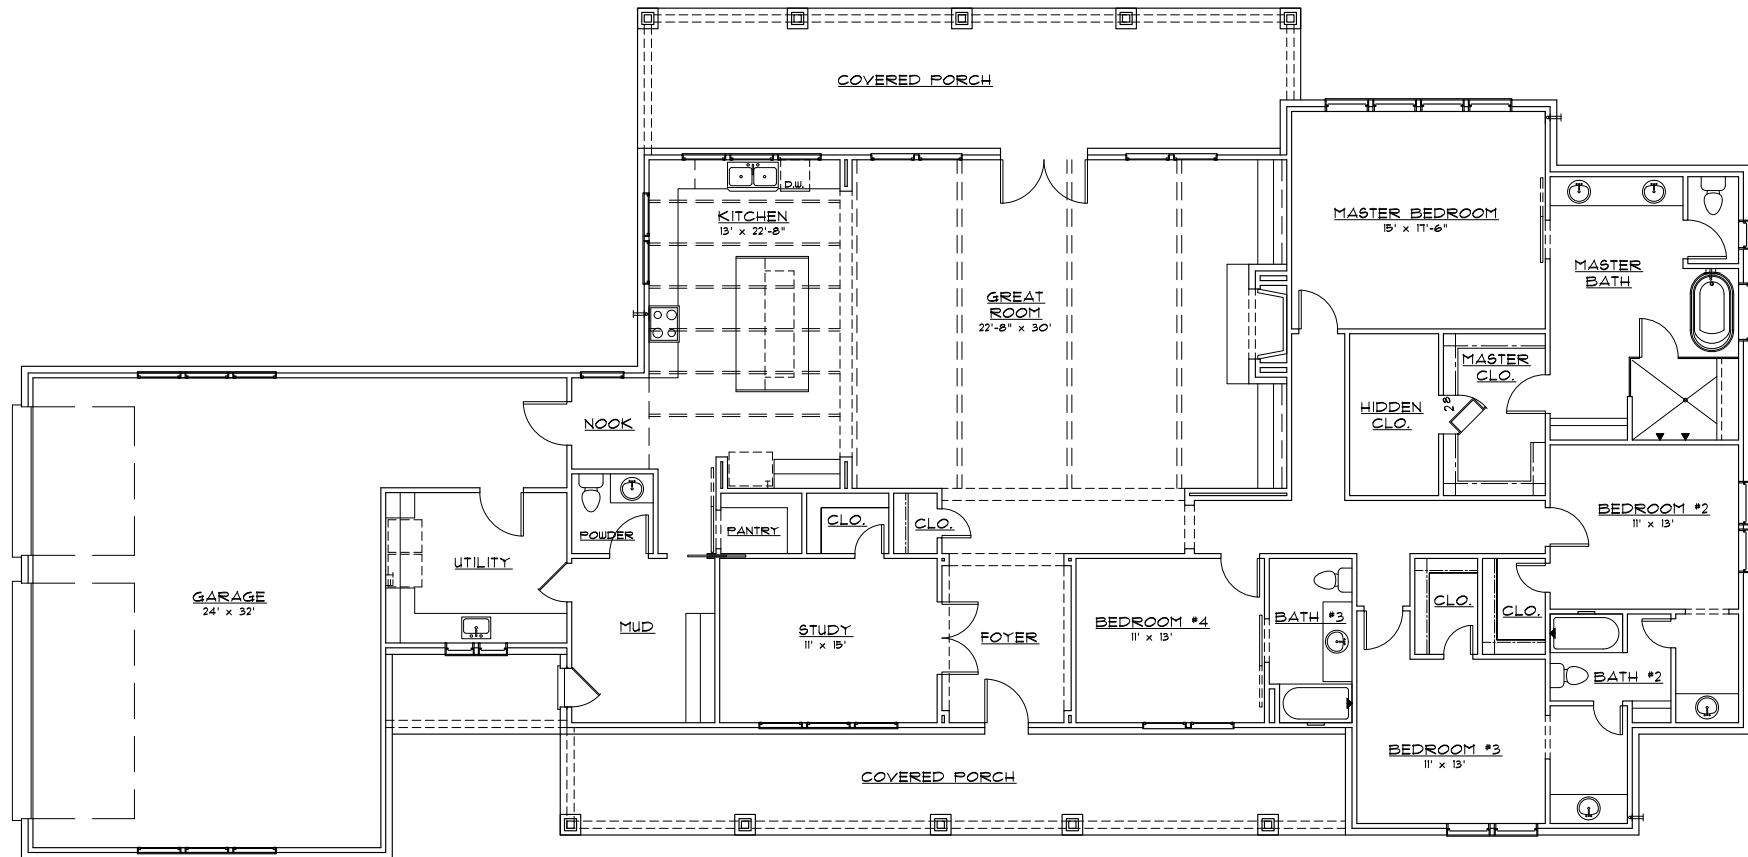 COVERED PORCH
D.W.
KITCHEN
13' x 22'-8"
MASTER BEDROOM
15' x 17'-6"
MASTER
BATH
GREAT
ROOM
22'-8" x 30'
MASTER
CLO.
HIDDEN
CLO.
28
NOOK
BEDROOM #2
11' x 13'
PANTRY
CLO.
CLO.
POWDER
UTILITY
GARAGE
24' x 32'
MUD
STUDY
11' x 15'
FOYER
BEDROOM #4
11' x 13'
BATH #3
CLO.
CLO.
BATH #2
BEDROOM #3
11' x 13'
COVERED PORCH